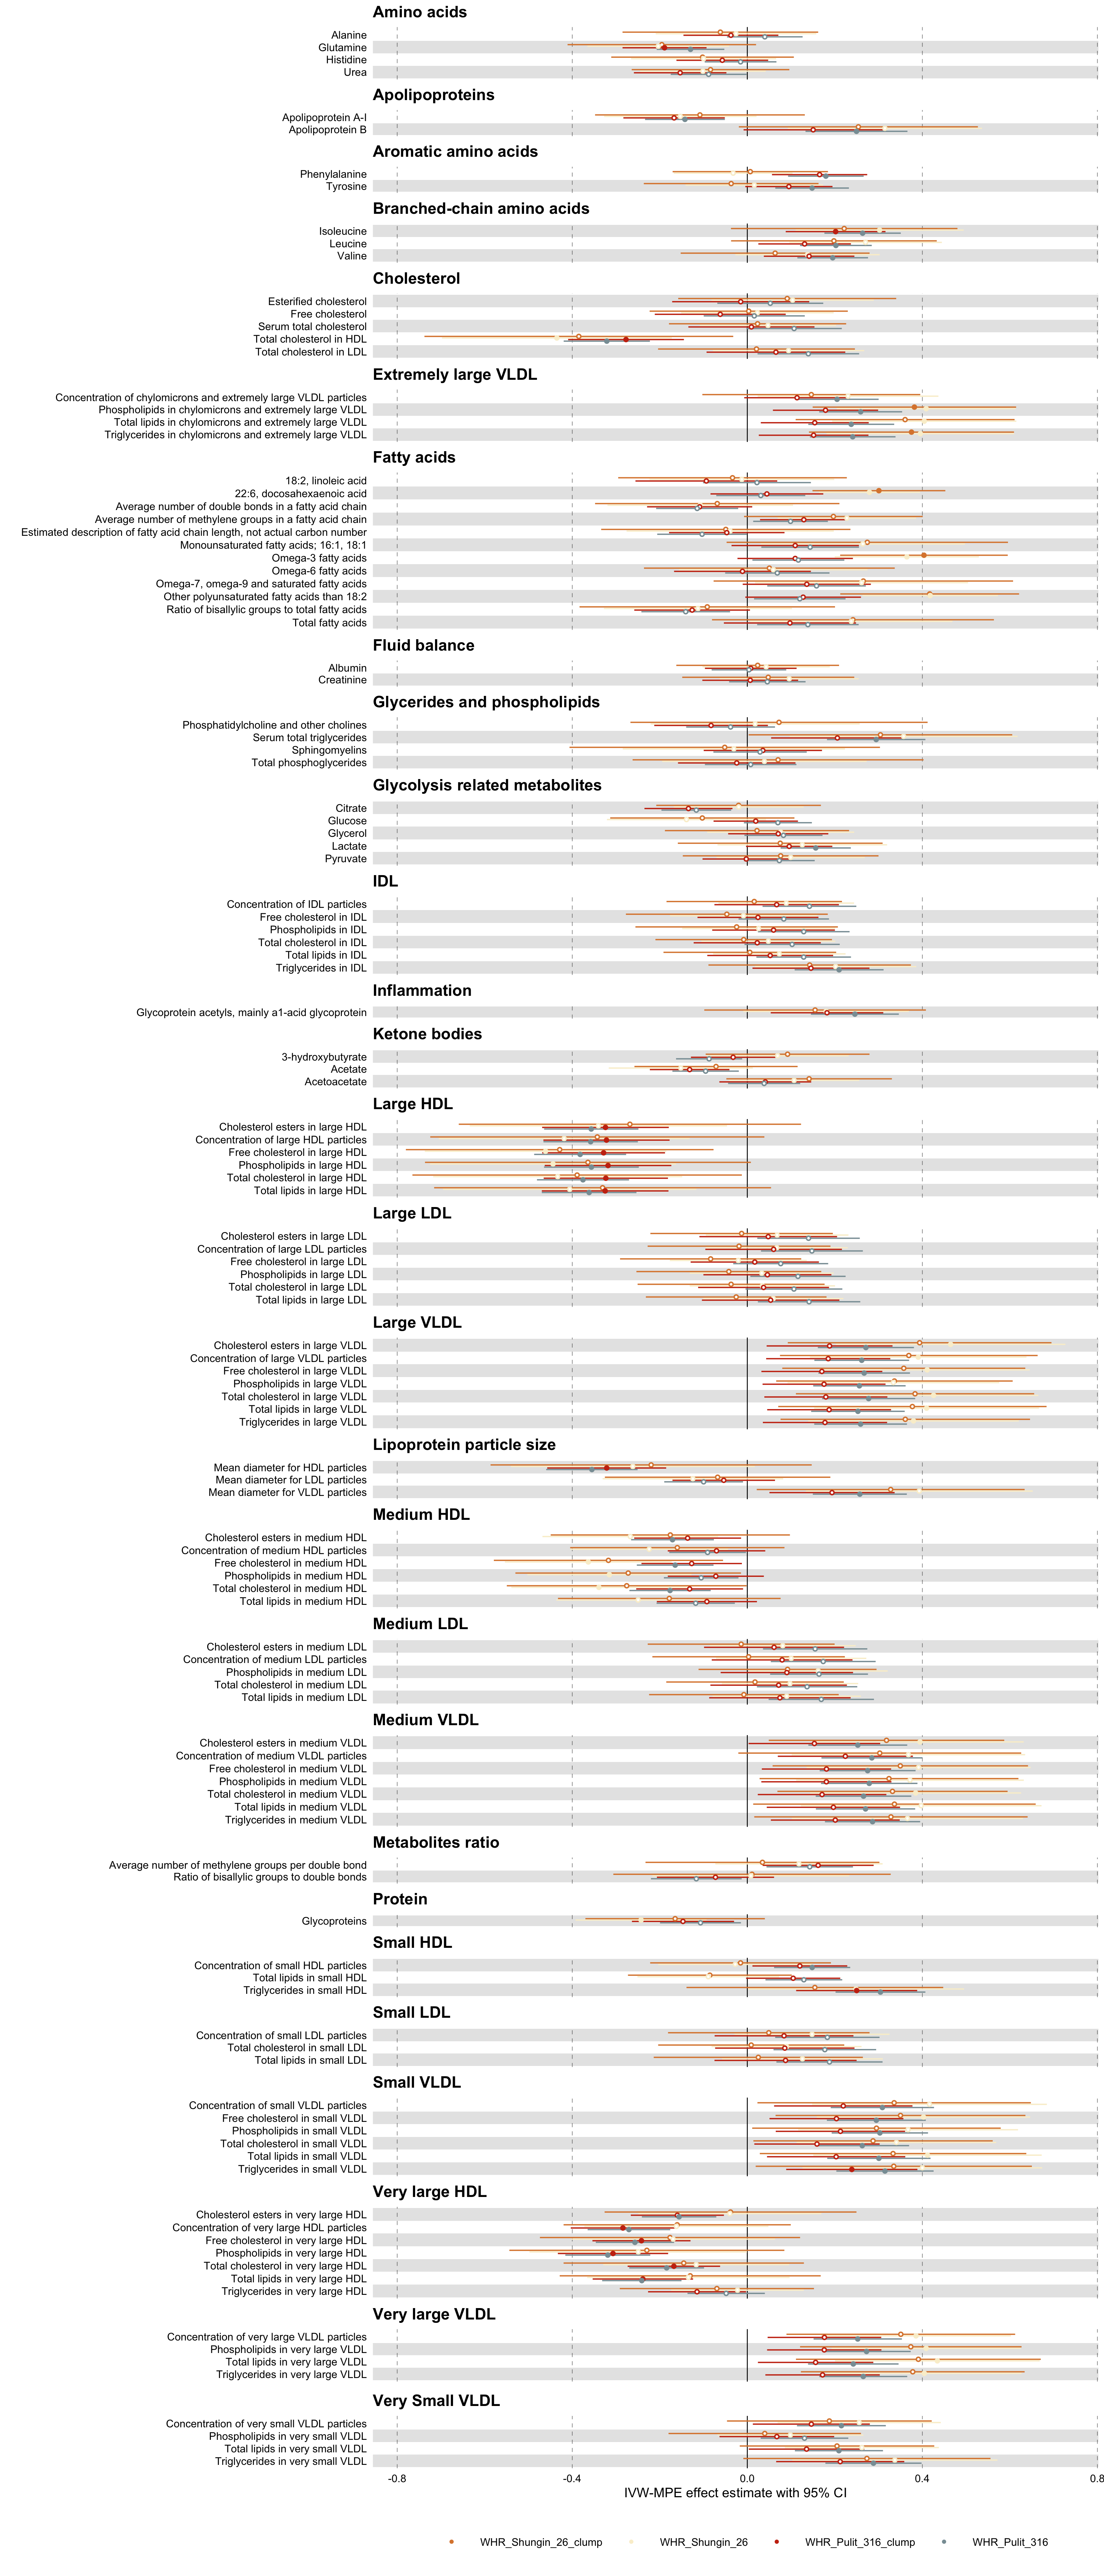 Amino acids
Alanine
Glutamine
Histidine
Urea
Apolipoproteins
Apolipoprotein A-I
Apolipoprotein B
Aromatic amino acids
Phenylalanine
Tyrosine
Branched-chain amino acids
Isoleucine
Leucine
Valine
Cholesterol
Esterified cholesterol
Free cholesterol
Serum total cholesterol
Total cholesterol in HDL
Total cholesterol in LDL
Extremely large VLDL
Concentration of chylomicrons and extremely large VLDL particles
Phospholipids in chylomicrons and extremely large VLDL
Total lipids in chylomicrons and extremely large VLDL
Triglycerides in chylomicrons and extremely large VLDL
Fatty acids
18:2, linoleic acid
22:6, docosahexaenoic acid
Average number of double bonds in a fatty acid chain
Average number of methylene groups in a fatty acid chain
Estimated description of fatty acid chain length, not actual carbon number
Monounsaturated fatty acids; 16:1, 18:1
Omega-3 fatty acids
Omega-6 fatty acids
Omega-7, omega-9 and saturated fatty acids
Other polyunsaturated fatty acids than 18:2
Ratio of bisallylic groups to total fatty acids
Total fatty acids
Fluid balance
Albumin
Creatinine
Glycerides and phospholipids
Phosphatidylcholine and other cholines
Serum total triglycerides
Sphingomyelins
Total phosphoglycerides
Glycolysis related metabolites
Citrate
Glucose
Glycerol
Lactate
Pyruvate
IDL
Concentration of IDL particles
Free cholesterol in IDL
Phospholipids in IDL
Total cholesterol in IDL
Total lipids in IDL
Triglycerides in IDL
Inflammation
Glycoprotein acetyls, mainly a1-acid glycoprotein
Ketone bodies
3-hydroxybutyrate
Acetate
Acetoacetate
Large HDL
Cholesterol esters in large HDL
Concentration of large HDL particles
Free cholesterol in large HDL
Phospholipids in large HDL
Total cholesterol in large HDL
Total lipids in large HDL
Large LDL
Cholesterol esters in large LDL
Concentration of large LDL particles
Free cholesterol in large LDL
Phospholipids in large LDL
Total cholesterol in large LDL
Total lipids in large LDL
Large VLDL
Cholesterol esters in large VLDL
Concentration of large VLDL particles
Free cholesterol in large VLDL
Phospholipids in large VLDL
Total cholesterol in large VLDL
Total lipids in large VLDL
Triglycerides in large VLDL
Lipoprotein particle size
Mean diameter for HDL particles
Mean diameter for LDL particles
Mean diameter for VLDL particles
Medium HDL
Cholesterol esters in medium HDL
Concentration of medium HDL particles
Free cholesterol in medium HDL
Phospholipids in medium HDL
Total cholesterol in medium HDL
Total lipids in medium HDL
Medium LDL
Cholesterol esters in medium LDL
Concentration of medium LDL particles
Phospholipids in medium LDL
Total cholesterol in medium LDL
Total lipids in medium LDL
Medium VLDL
Cholesterol esters in medium VLDL
Concentration of medium VLDL particles
Free cholesterol in medium VLDL
Phospholipids in medium VLDL
Total cholesterol in medium VLDL
Total lipids in medium VLDL
Triglycerides in medium VLDL
Metabolites ratio
Average number of methylene groups per double bond
Ratio of bisallylic groups to double bonds
Protein
Glycoproteins
Small HDL
Concentration of small HDL particles
Total lipids in small HDL
Triglycerides in small HDL
Small LDL
Concentration of small LDL particles
Total cholesterol in small LDL
Total lipids in small LDL
Small VLDL
Concentration of small VLDL particles
Free cholesterol in small VLDL
Phospholipids in small VLDL
Total cholesterol in small VLDL
Total lipids in small VLDL
Triglycerides in small VLDL
Very large HDL
Cholesterol esters in very large HDL
Concentration of very large HDL particles
Free cholesterol in very large HDL
Phospholipids in very large HDL
Total cholesterol in very large HDL
Total lipids in very large HDL
Triglycerides in very large HDL
Very large VLDL
Concentration of very large VLDL particles
Phospholipids in very large VLDL
Total lipids in very large VLDL
Triglycerides in very large VLDL
Very Small VLDL
Concentration of very small VLDL particles
Phospholipids in very small VLDL
Total lipids in very small VLDL
Triglycerides in very small VLDL
-0.8 -0.4 0.0 0.4 0.8
IVW-MPE effect estimate with 95% CI
WHR_Shungin_26_clump WHR_Shungin_26 WHR_Pulit_316_clump WHR_Pulit_316